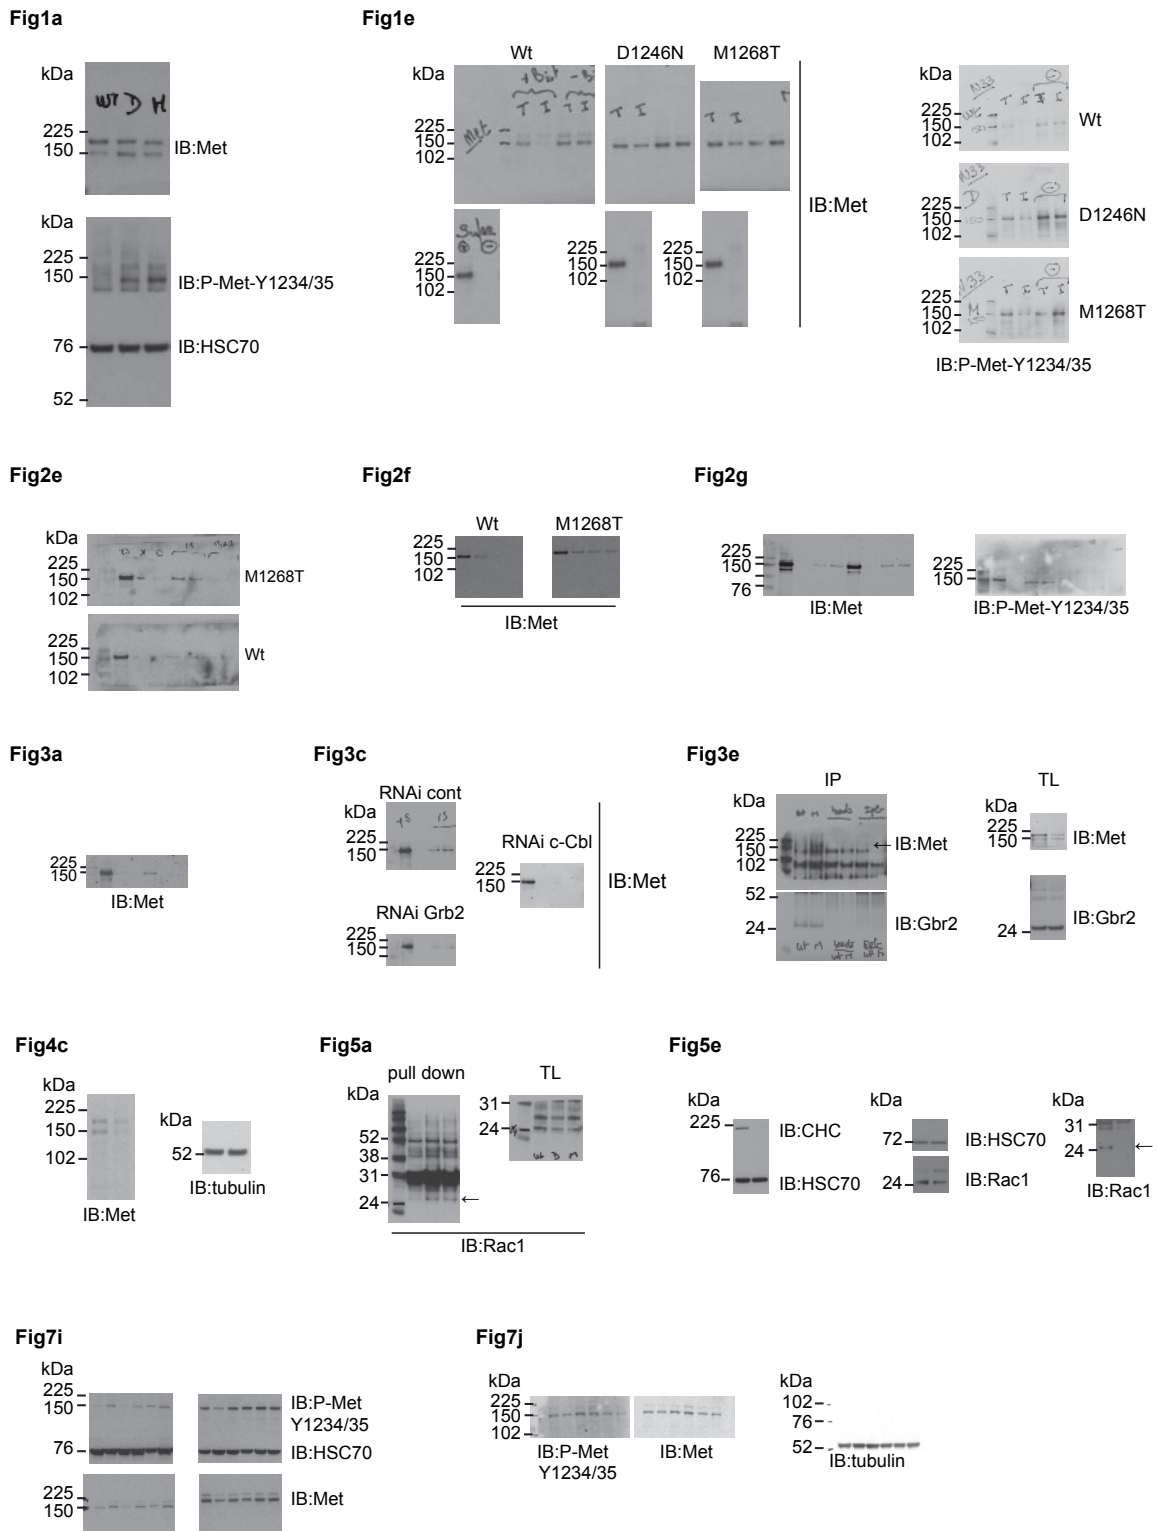 Fig1a
kDa
WT D M
225
150
IB:Met
kDa
225
150
IB:P-Met-Y1234/35
76
IB:HSC70
52
Fig1e
Wt
D1246N
M1268T
kDa
T I T I
T I
T I
Met
225
150
102
225
150
102
225
150
102
225
150
102
IB:Met
kDa
225
150
102
Wt
225
150
102
D1246N
225
150
102
M1268T
IB:P-Met-Y1234/35
Fig2e
kDa
225
150
102
M1268T
225
150
102
Wt
Fig2f
Wt
M1268T
225
150
102
IB:Met
Fig2g
225
150
76
IB:Met
225
150
IB:P-Met-Y1234/35
Fig3a
225
150
IB:Met
Fig3c
RNAi cont
kDa
225
150
RNAi c-Cbl
225
150
RNAi Grb2
225
150
IB:Met
Fig3e
IP
kDa
225
150
102
←IB:Met
52
24
IB:Gbr2
TL
kDa
225
150
IB:Met
24
IB:Gbr2
Fig4c
kDa
225
150
102
IB:Met
kDa
52
IB:tubulin
Fig5a
pull down
kDa
52
38
31
24
←
TL
31
24
IB:Rac1
Fig5e
kDa
225
IB:CHC
76
IB:HSC70
kDa
72
IB:HSC70
24
IB:Rac1
kDa
31
24
←
IB:Rac1
Fig7i
kDa
225
150
IB:P-Met
Y1234/35
76
IB:HSC70
225
150
IB:Met
Fig7j
kDa
225
150
102
IB:P-Met
Y1234/35
IB:Met
kDa
102
76
52
IB:tubulin